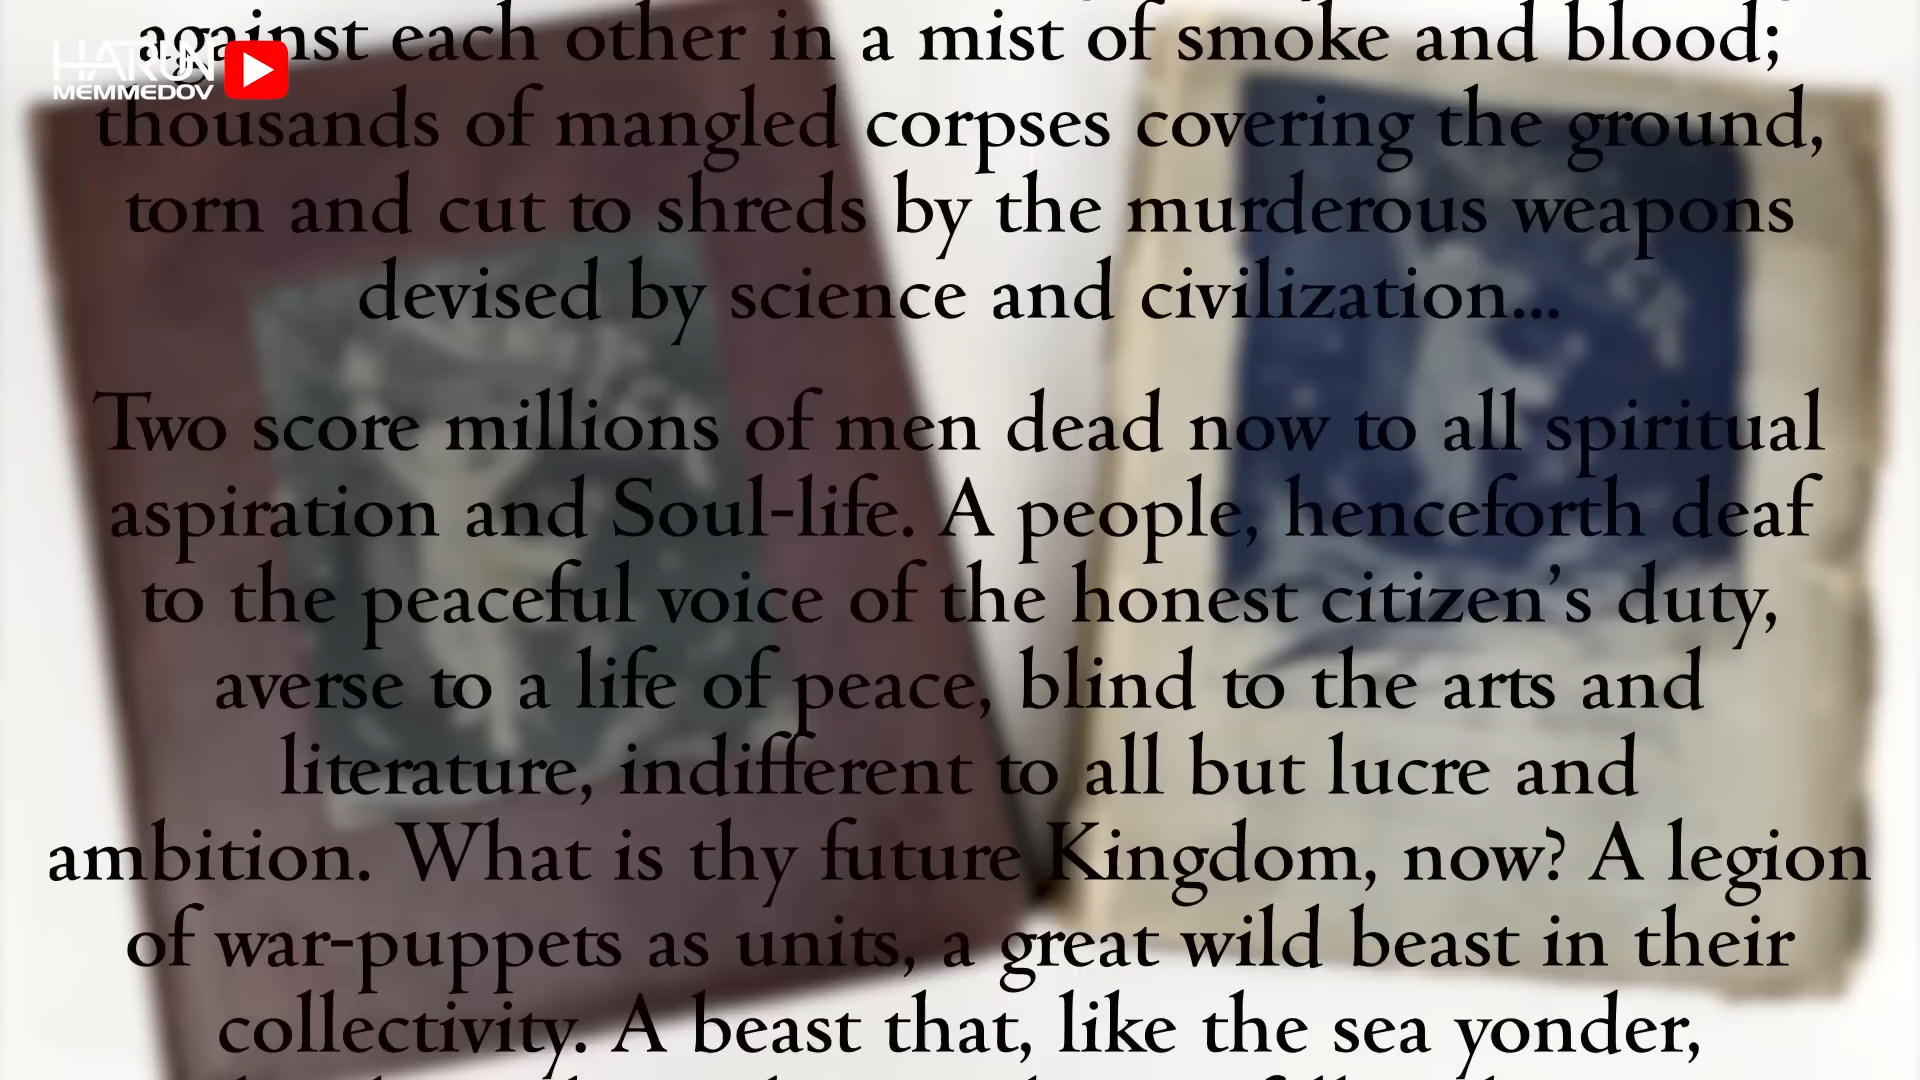 against each other in a mist of smoke and blood;
HARUN
MEMMEDOV
thousands of mangled corpses covering the ground,
torn and cut to shreds by the murderous weapons
devised by science and civilization...
Two score millions of men dead now to all spiritual
aspiration and Soul-life. A people, henceforth deaf
to the peaceful voice of the honest citizen’s duty,
averse to a life of peace, blind to the arts and
literature, indifferent to all but lucre and
ambition. What is thy future Kingdom, now? A legion
of war-puppets as units, a great wild beast in their
collectivity. A beast that, like the sea yonder,